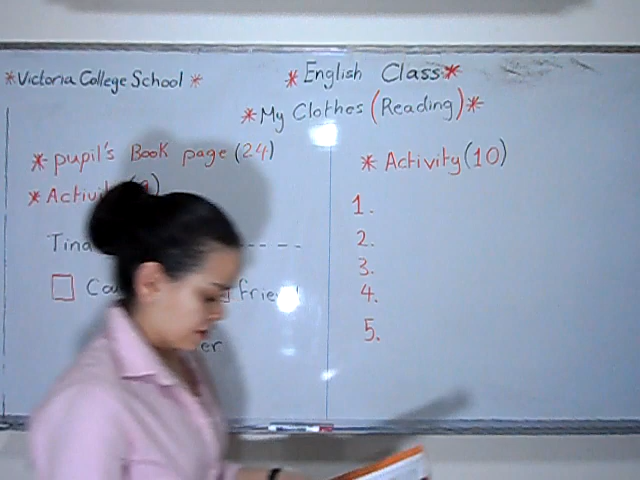 *Victoria College School *
* English Class *
* My Clothes (Reading) *
* pupil's Book page (24)
* Activity (10)
1.
2.
3.
4.
5.
Tina
friend